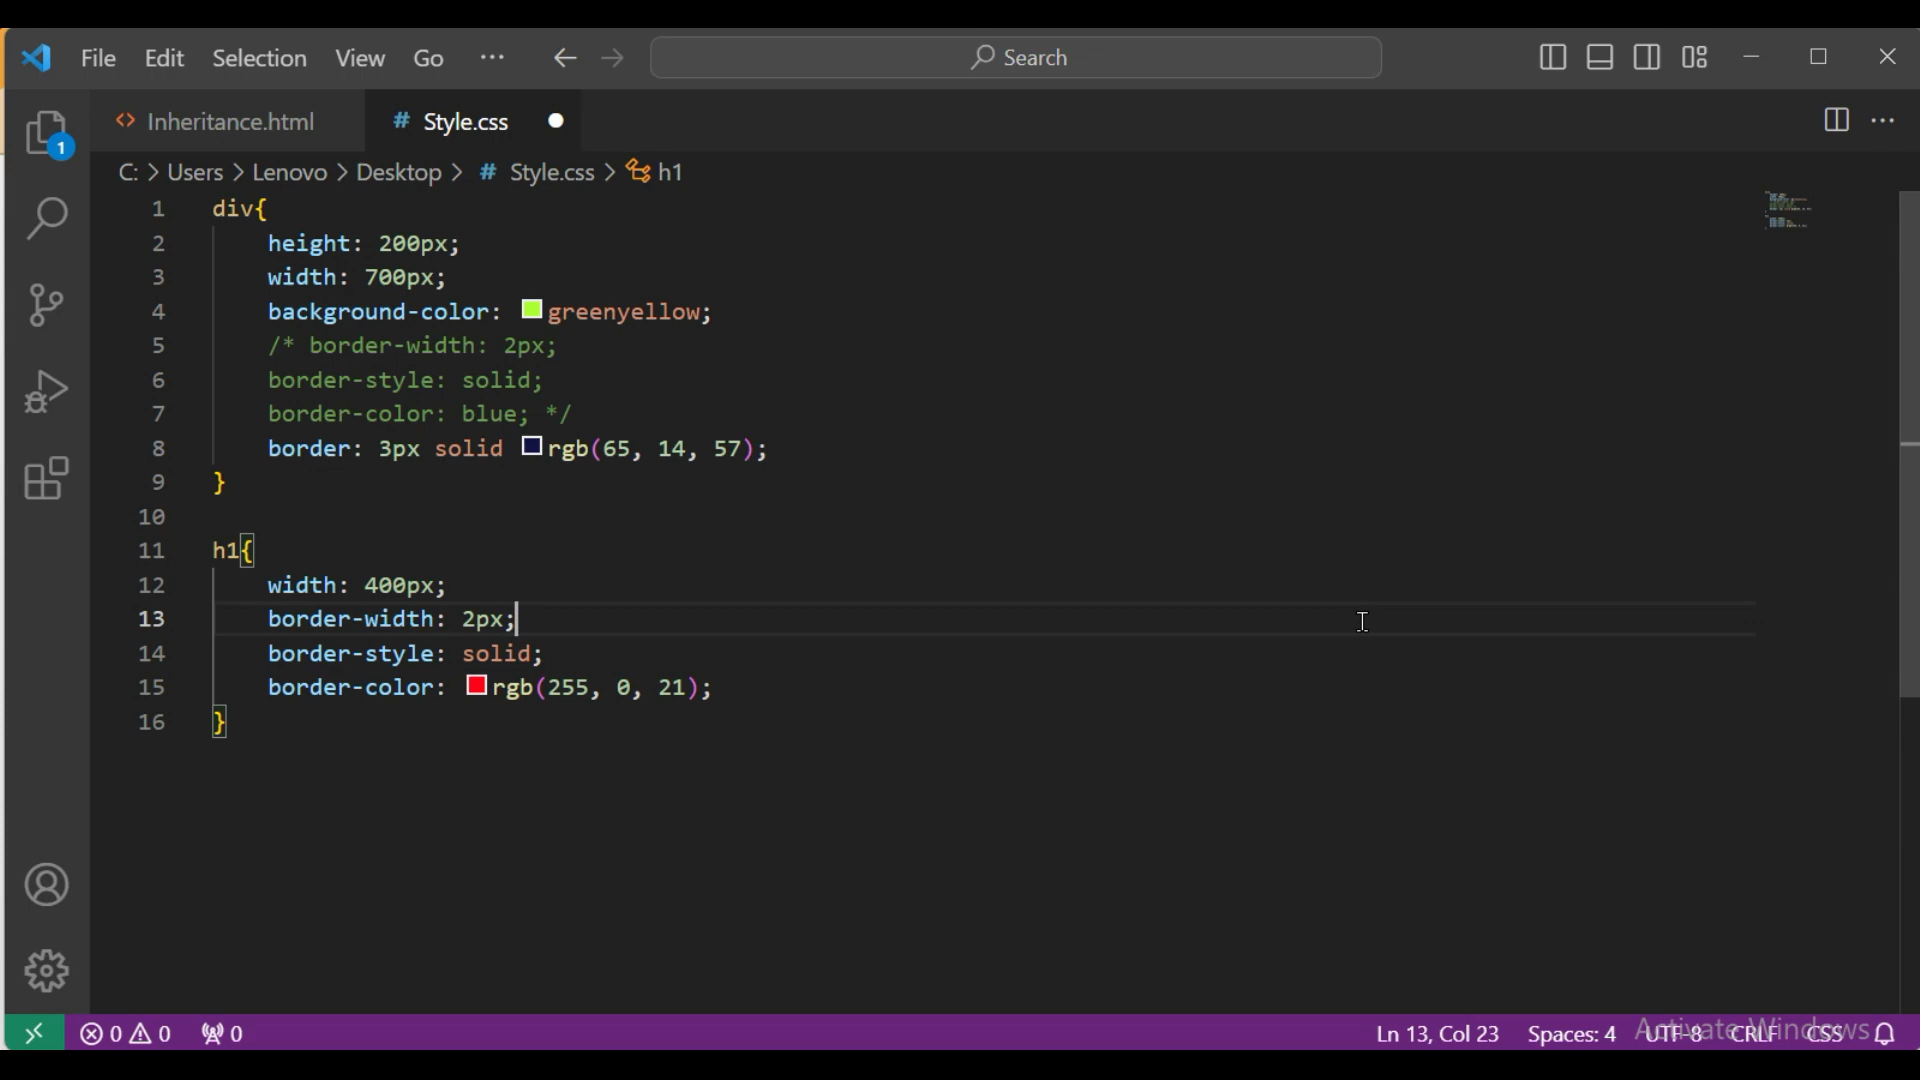 File Edit Selection View Go ··· Search
1
Inheritance.html # Style.css
C: > Users > Lenovo > Desktop > # Style.css > h1
1 div{
2 height: 200px;
3 width: 700px;
4 background-color: greenyellow;
5 /* border-width: 2px;
6 border-style: solid;
7 border-color: blue; */
8 border: 3px solid rgb(65, 14, 57);
9 }
10
11 h1{
12 width: 400px;
13 border-width: 2px;
14 border-style: solid;
15 border-color: rgb(255, 0, 21);
16 }
0 0 0 Ln 13, Col 23 Spaces: 4 UTF-8 CRLF CSS
Activate Windows